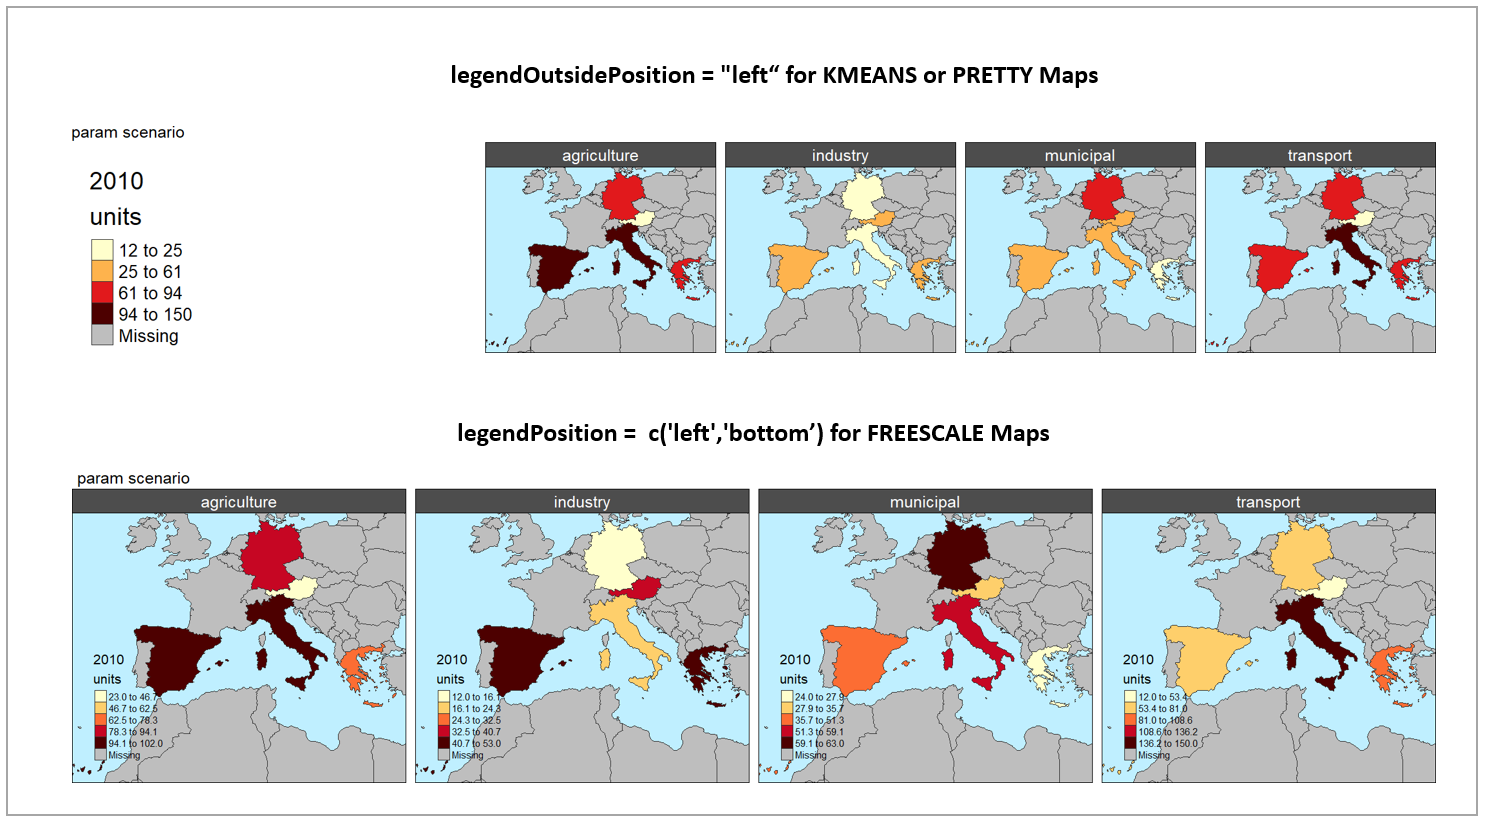 legendOutsidePosition = "left“ for KMEANS or PRETTY Maps
param scenario
2010
units
12 to 25
25 to 61
61 to 94
94 to 150
Missing
agriculture
industry
municipal
transport
legendPosition =  c('left','bottom’) for FREESCALE Maps
param scenario
agriculture
2010
units
23.0 to 46.7
46.7 to 62.5
62.5 to 78.3
78.3 to 94.1
94.1 to 102.0
Missing
industry
2010
units
12.0 to 16.1
16.1 to 24.3
24.3 to 32.5
32.5 to 40.7
40.7 to 53.0
Missing
municipal
2010
units
24.0 to 27.9
27.9 to 35.7
35.7 to 51.3
51.3 to 59.1
59.1 to 63.0
Missing
transport
2010
units
12.0 to 53.4
53.4 to 81.0
81.0 to 108.6
108.6 to 136.2
136.2 to 150.0
Missing